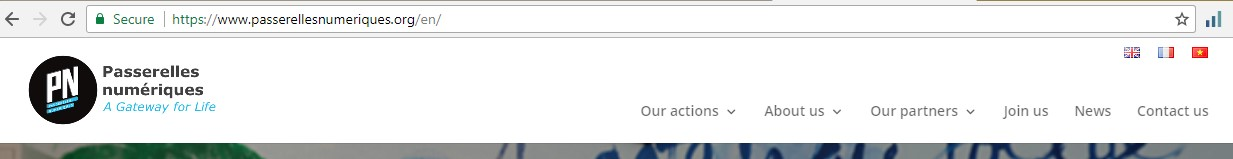 Secure https://www.passerellesnumeriques.org/en/
PN
Passerelles
numériques
A Gateway for Life
Our actions About us Our partners Join us News Contact us